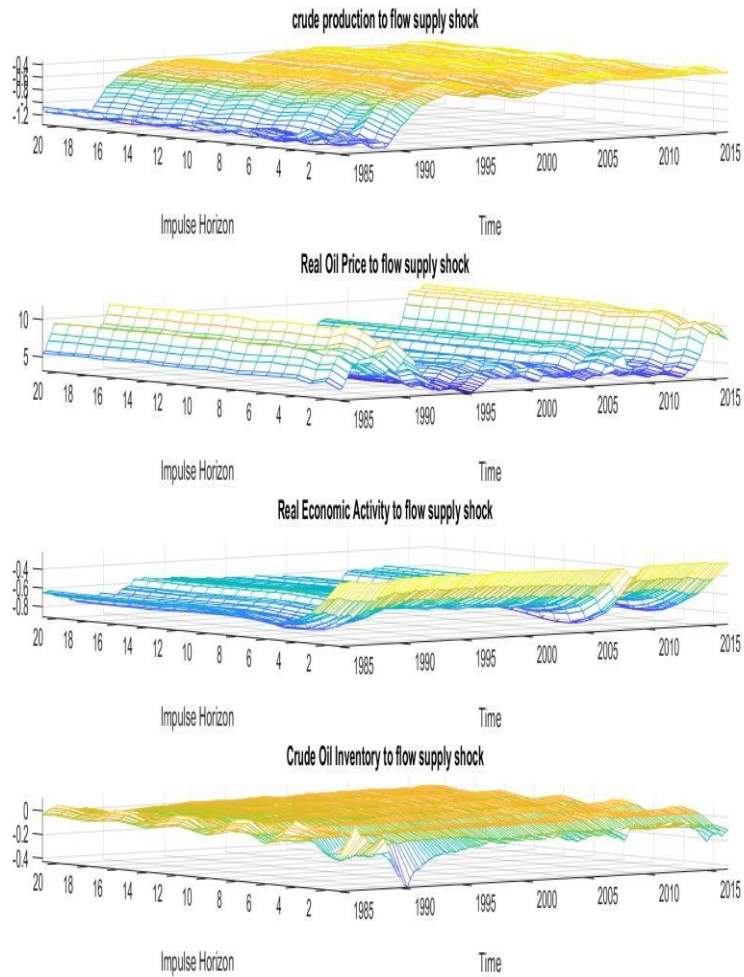 crude production to flow supply shock
-0.4
-0.6
-0.8
-1
-1.2
20 18 16 14 12 10 8 6 4 2 1985 1990 1995 2000 2005 2010 2015
Impulse Horizon Time
Real Oil Price to flow supply shock
10
5
20 18 16 14 12 10 8 6 4 2 1985 1990 1995 2000 2005 2010 2015
Impulse Horizon Time
Real Economic Activity to flow supply shock
-0.4
-0.6
-0.8
20 18 16 14 12 10 8 6 4 2 1985 1990 1995 2000 2005 2010 2015
Impulse Horizon Time
Crude Oil Inventory to flow supply shock
0
-0.2
-0.4
20 18 16 14 12 10 8 6 4 2 1985 1990 1995 2000 2005 2010 2015
Impulse Horizon Time